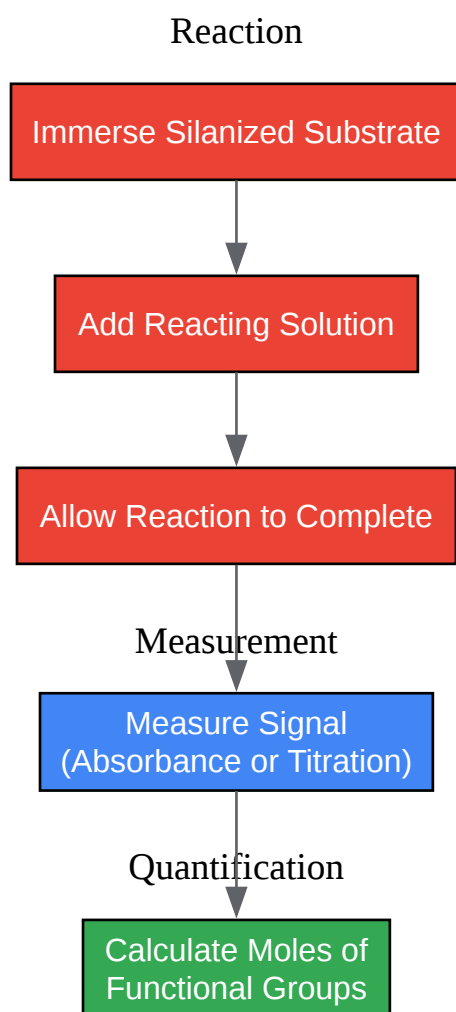 Reaction
Immerse Silanized Substrate
Add Reacting Solution
Allow Reaction to Complete
Measurement
Measure Signal
(Absorbance or Titration)
Quantification
Calculate Moles of
Functional Groups